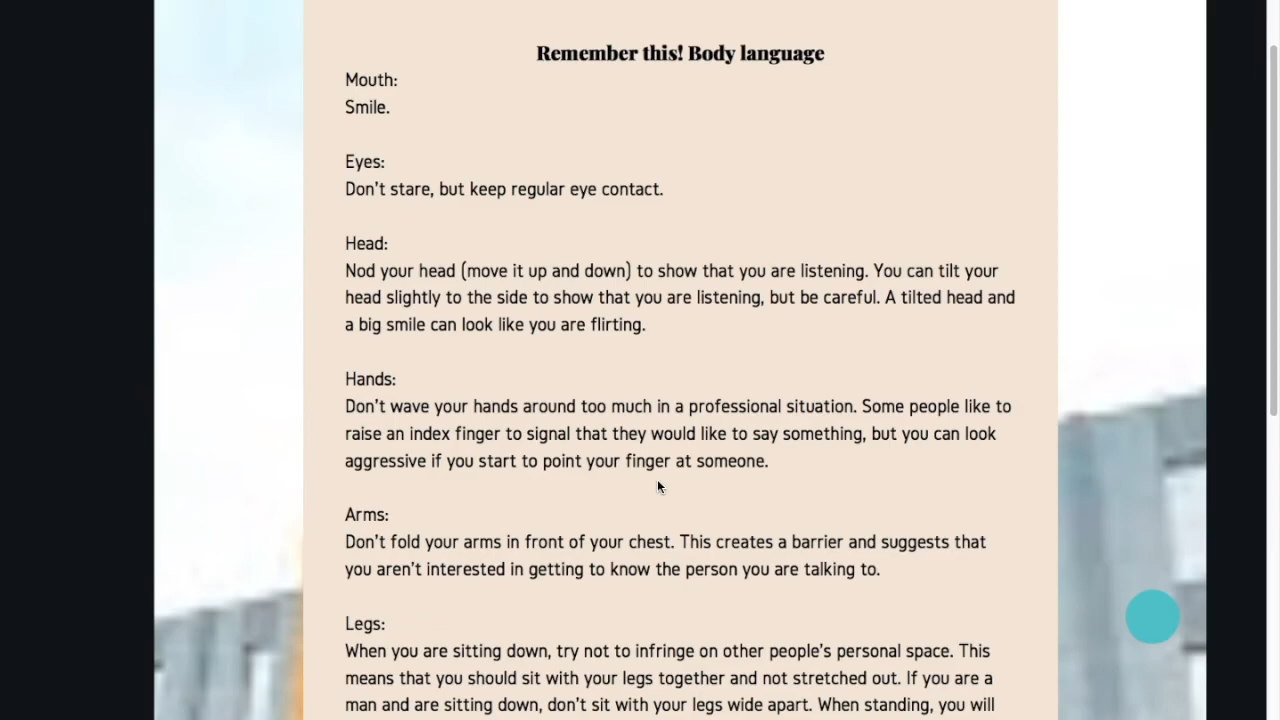 Remember this! Body language
Mouth:
Smile.
Eyes:
Don't stare, but keep regular eye contact.
Head:
Nod your head (move it up and down) to show that you are listening. You can tilt your
head slightly to the side to show that you are listening, but be careful. A tilted head and
a big smile can look like you are flirting.
Hands:
Don't wave your hands around too much in a professional situation. Some people like to
raise an index finger to signal that they would like to say something, but you can look
aggressive if you start to point your finger at someone.
Arms:
Don't fold your arms in front of your chest. This creates a barrier and suggests that
you aren't interested in getting to know the person you are talking to.
Legs:
When you are sitting down, try not to infringe on other people's personal space. This
means that you should sit with your legs together and not stretched out. If you are a
man and are sitting down, don't sit with your legs wide apart. When standing, you will